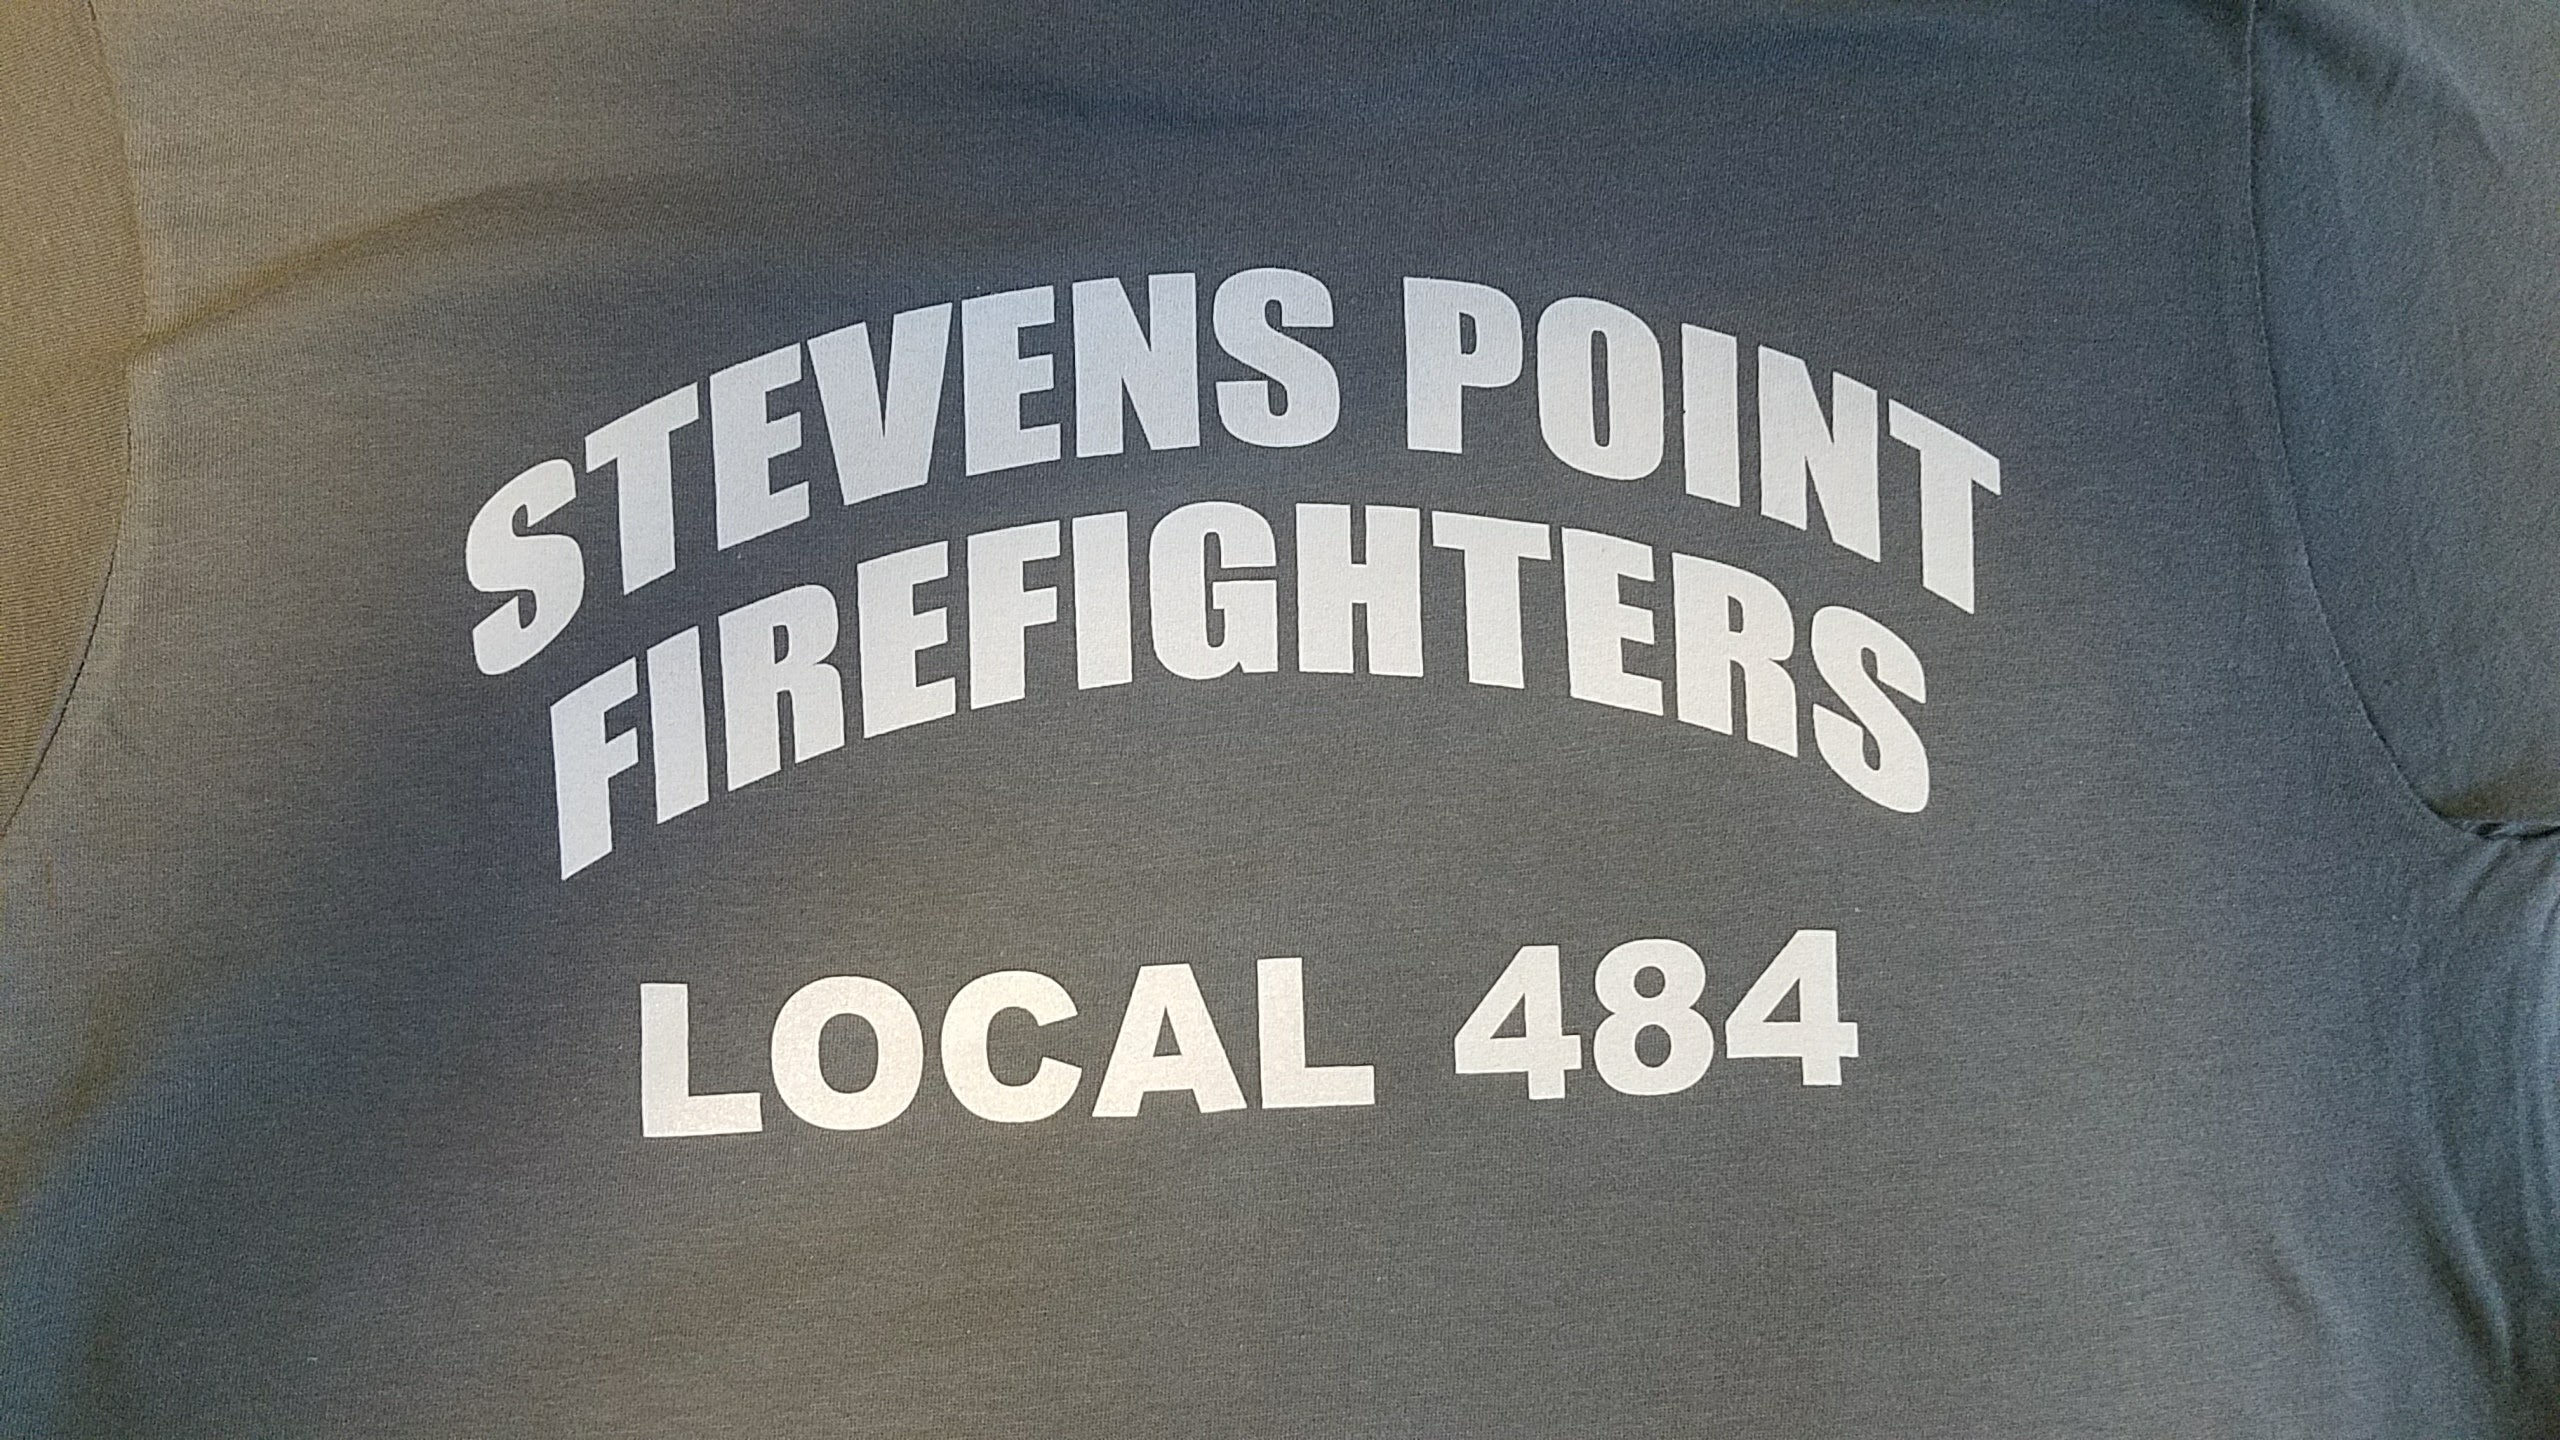 STEVENS POINT
FIREFIGHTERS
LOCAL 484